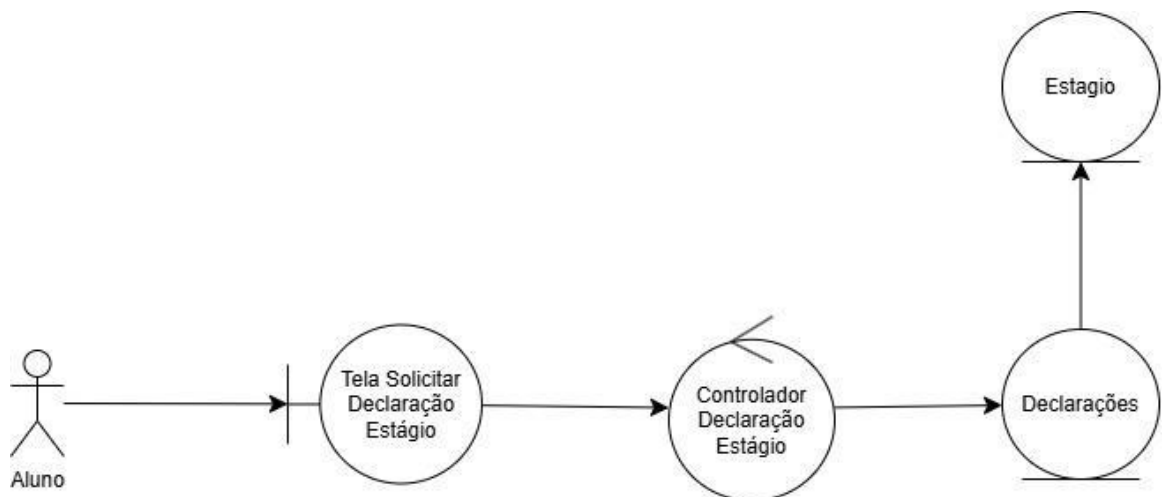 Estagio
Tela Solicitar
Declaração
Estágio
Controlador
Declaração
Estágio
Declarações
Aluno